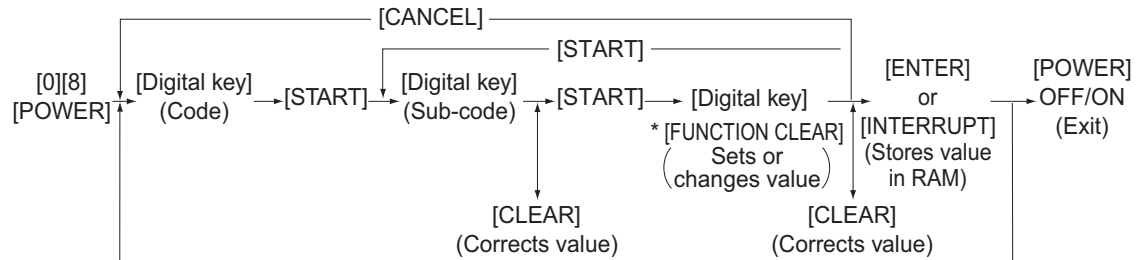 [CANCEL]
[START]
[0][8]
[POWER]
[Digital key]
(Code)
[START]
[Digital key]
(Sub-code)
[START]
[Digital key]
* [FUNCTION CLEAR]
(Sets or
changes value)
[ENTER]
or
[INTERRUPT]
(Stores value
in RAM)
[POWER]
OFF/ON
(Exit)
[CLEAR]
(Corrects value)
[CLEAR]
(Corrects value)